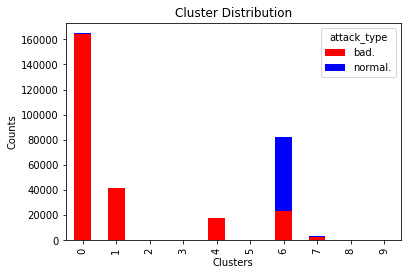 Cluster Distribution
attack_type
bad.
normal.
Counts
160000
140000
120000
100000
80000
60000
40000
20000
0
0 1 2 3 4 6 6 7 8 9
Clusters